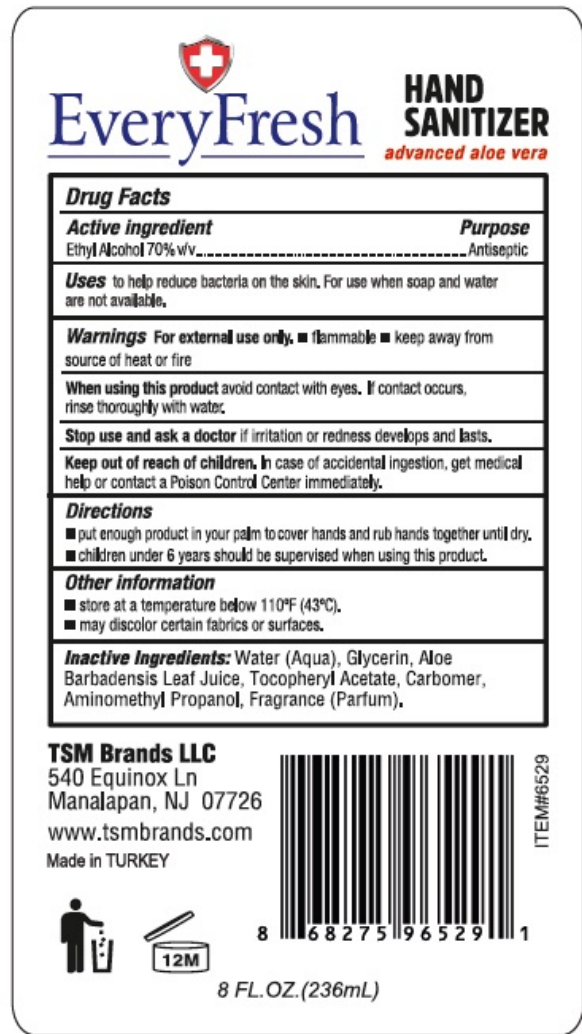 EveryFresh
HAND
SANITIZER
advanced aloe vera
Drug Facts
Active ingredient Purpose
Ethyl Alcohol 70% v/v Antiseptic
Uses to help reduce bacteria on the skin. For use when soap and water
are not available.
Warnings For external use only. ■ flammable ■ keep away from
source of heat or fire
When using this product avoid contact with eyes. If contact occurs,
rinse thoroughly with water.
Stop use and ask a doctor if irritation or redness develops and lasts.
Keep out of reach of children. In case of accidental ingestion, get medical
help or contact a Poison Control Center immediately.
Directions
■ put enough product in your palm to cover hands and rub hands together until dry.
■ children under 6 years should be supervised when using this product.
Other information
■ store at a temperature below 110ºF (43ºC).
■ may discolor certain fabrics or surfaces.
Inactive Ingredients: Water (Aqua), Glycerin, Aloe
Barbadensis Leaf Juice, Tocopheryl Acetate, Carbomer,
Aminomethyl Propanol, Fragrance (Parfum).
TSM Brands LLC
540 Equinox Ln
Manalapan, NJ 07726
www.tsmbrands.com
Made in TURKEY
12M
8 68275 96529 1
ITEM#6529
8 FL.OZ.(236mL)